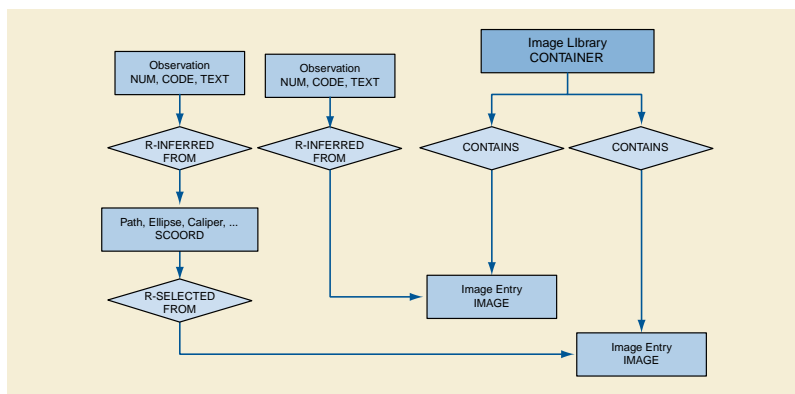 Observation
NUM, CODE, TEXT
Observation
NUM, CODE, TEXT
Image LIbrary
CONTAINER
R-INFERRED
FROM
R-INFERRED
FROM
CONTAINS
CONTAINS
Path, Ellipse, Caliper, ...
SCOORD
R-SELECTED
FROM
Image Entry
IMAGE
Image Entry
IMAGE